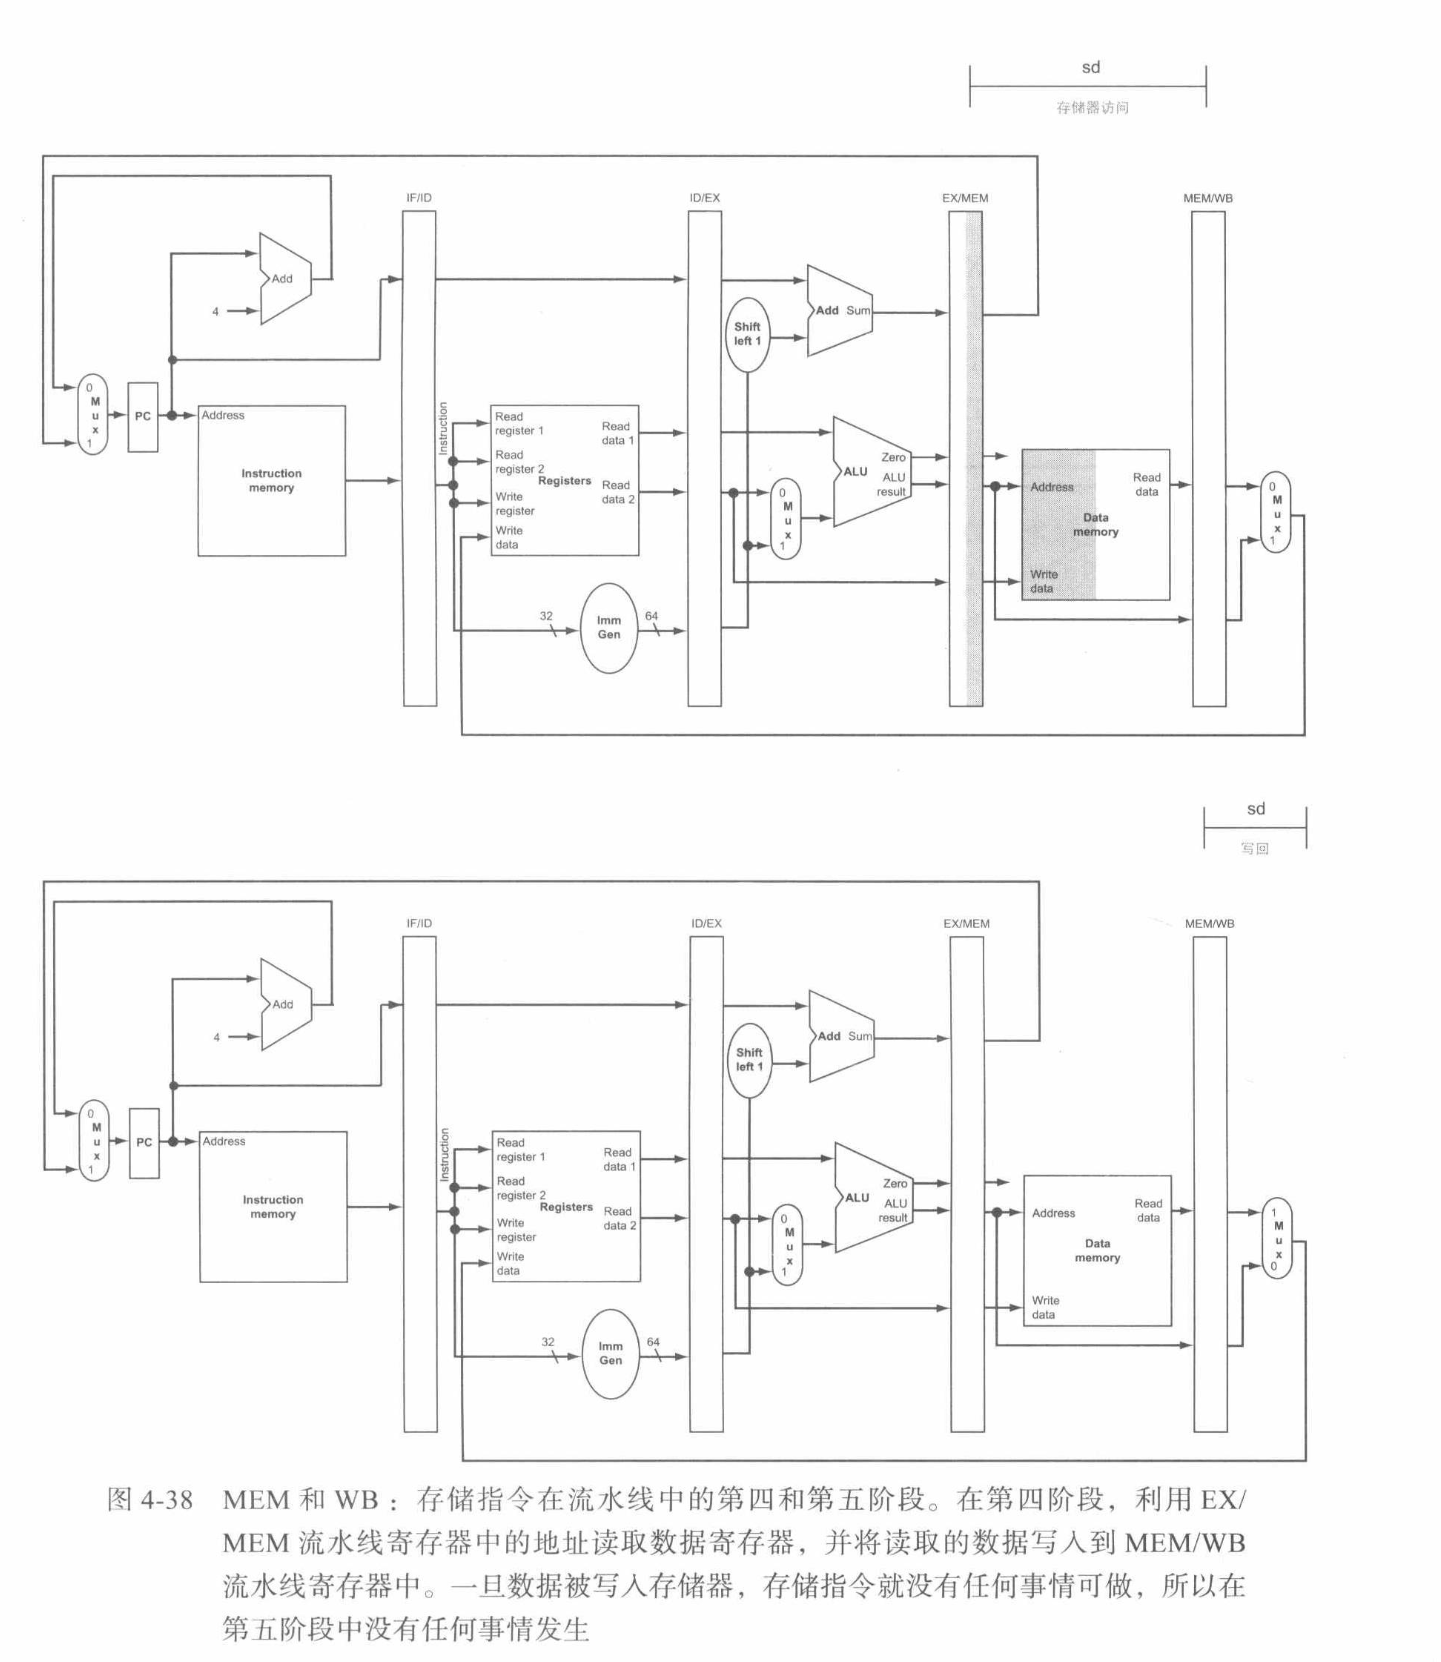 sd
存储器访问
IF/ID
ID/EX
EX/MEM
MEM/WB
Add
4
Add Sum
Shift
left 1
0
M
u
x
1
PC
Address
Instruction
memory
Instruction
Read
register 1
Read
register 2
Write
register
Write
data
Registers
Read
data 1
Read
data 2
0
M
u
x
1
Zero
ALU
ALU
result
Address
Read
data
Data
memory
Write
data
0
M
u
x
1
32
Imm
Gen
64
sd
写回
IF/ID
ID/EX
EX/MEM
MEM/WB
Add
4
Add Sum
Shift
left 1
0
M
u
x
1
PC
Address
Instruction
memory
Instruction
Read
register 1
Read
register 2
Write
register
Write
data
Registers
Read
data 1
Read
data 2
0
M
u
x
1
Zero
ALU
ALU
result
Address
Read
data
Data
memory
Write
data
1
M
u
x
0
32
Imm
Gen
64
图 4-38 MEM 和 WB：存储指令在流水线中的第四和第五阶段。在第四阶段，利用 EX/
MEM 流水线寄存器中的地址读取数据寄存器，并将读取的数据写入到 MEM/WB
流水线寄存器中。一旦数据被写入存储器，存储指令就没有任何事情可做，所以在
第五阶段中没有任何事情发生